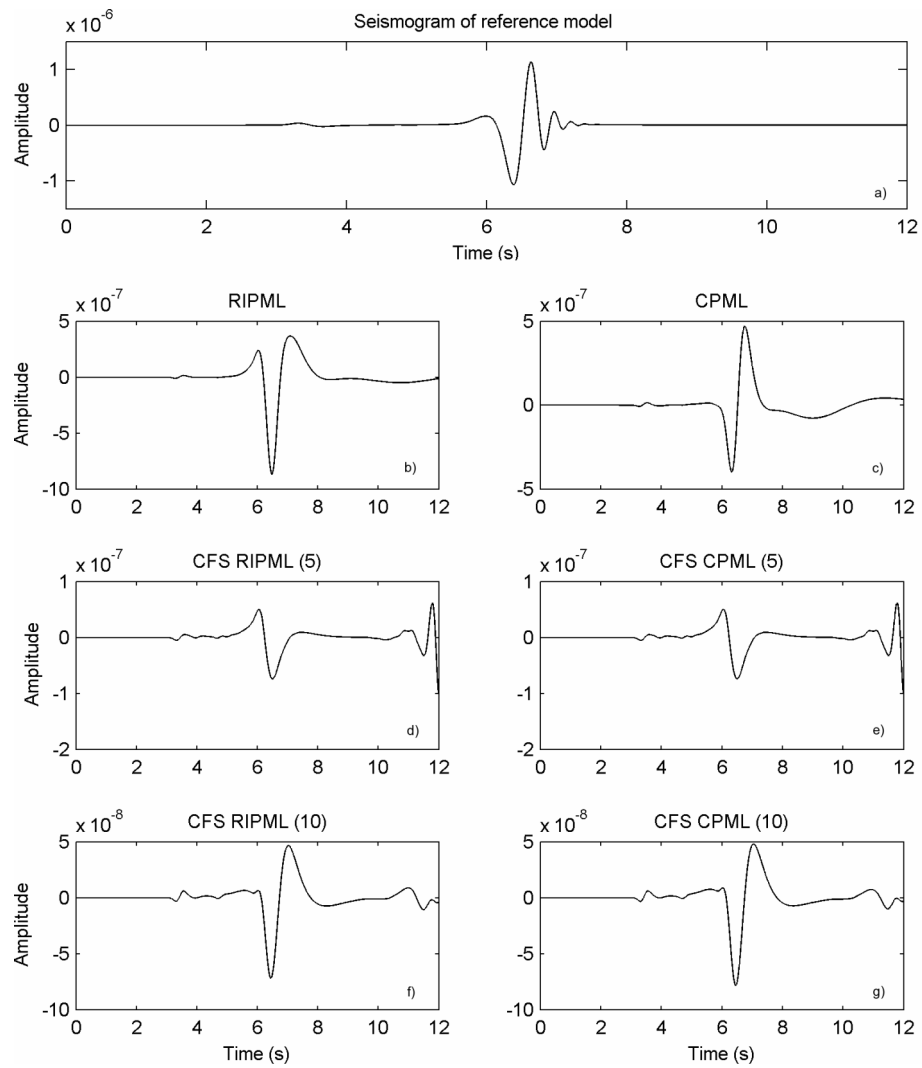 Seismogram of reference model
x 10-6
Amplitude
1
0
-1
a)
0 2 4 6 8 10 12
Time (s)
RIPML
x 10-7
Amplitude
5
0
-5
-10
b)
0 2 4 6 8 10 12
CPML
x 10-7
5
0
-5
c)
0 2 4 6 8 10 12
CFS RIPML (5)
x 10-7
Amplitude
1
0
-1
-2
d)
0 2 4 6 8 10 12
CFS CPML (5)
x 10-7
1
0
-1
-2
e)
0 2 4 6 8 10 12
CFS RIPML (10)
x 10-8
Amplitude
5
0
-5
-10
f)
0 2 4 6 8 10 12
Time (s)
CFS CPML (10)
x 10-8
5
0
-5
-10
g)
0 2 4 6 8 10 12
Time (s)